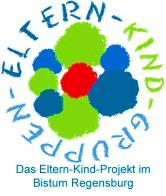 ELTERN-KIND-GRUPPEN-
Das Eltern-Kind-Projekt im
Bistum Regensburg